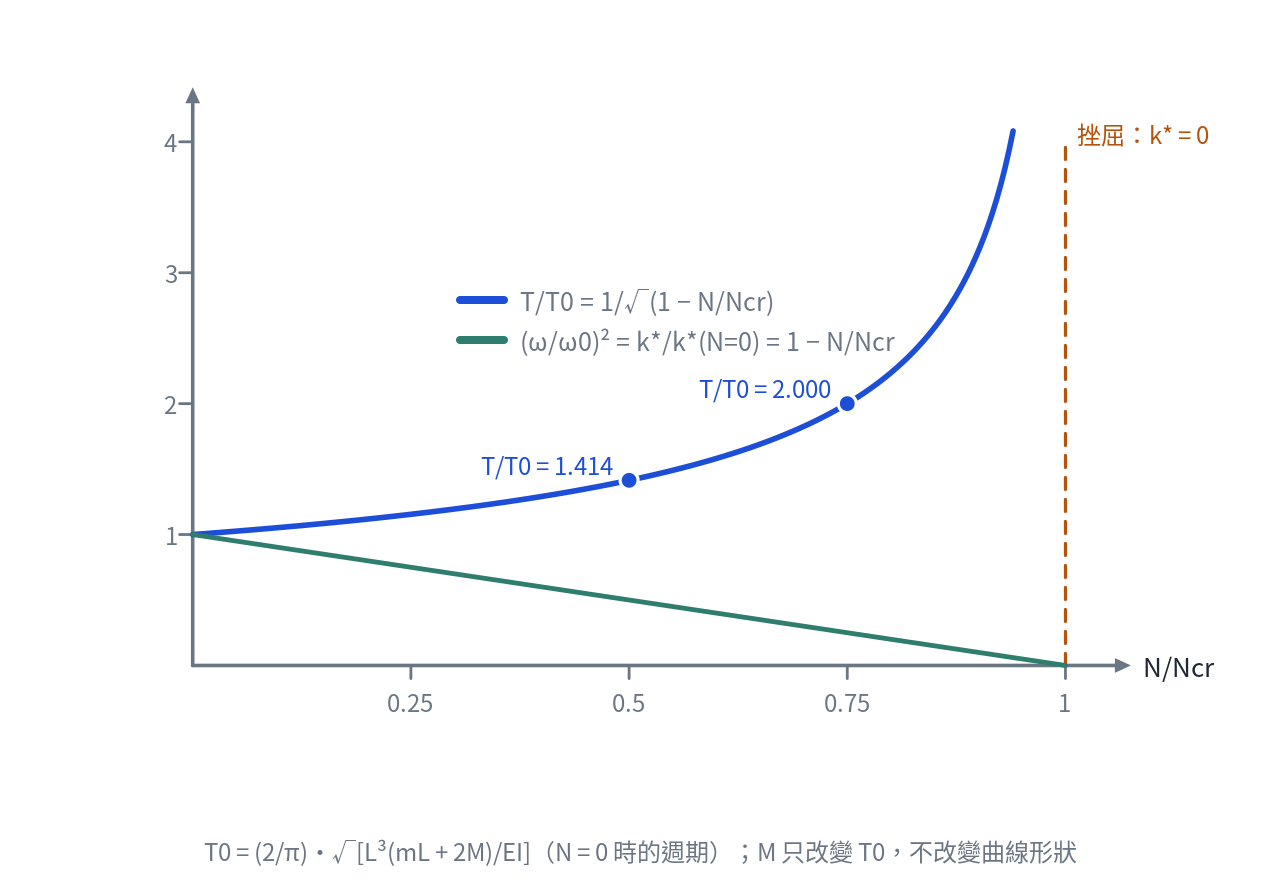 4
挫屈：k* = 0
3
T/T0 = 1/√(1 − N/Ncr)
(ω/ω0)² = k*/k*(N=0) = 1 − N/Ncr
T/T0 = 2.000
2
T/T0 = 1.414
1
N/Ncr
0.25
0.5
0.75
1
T0 = (2/π)・√[L³(mL + 2M)/EI]（N = 0 時的週期）；M 只改變 T0，不改變曲線形狀